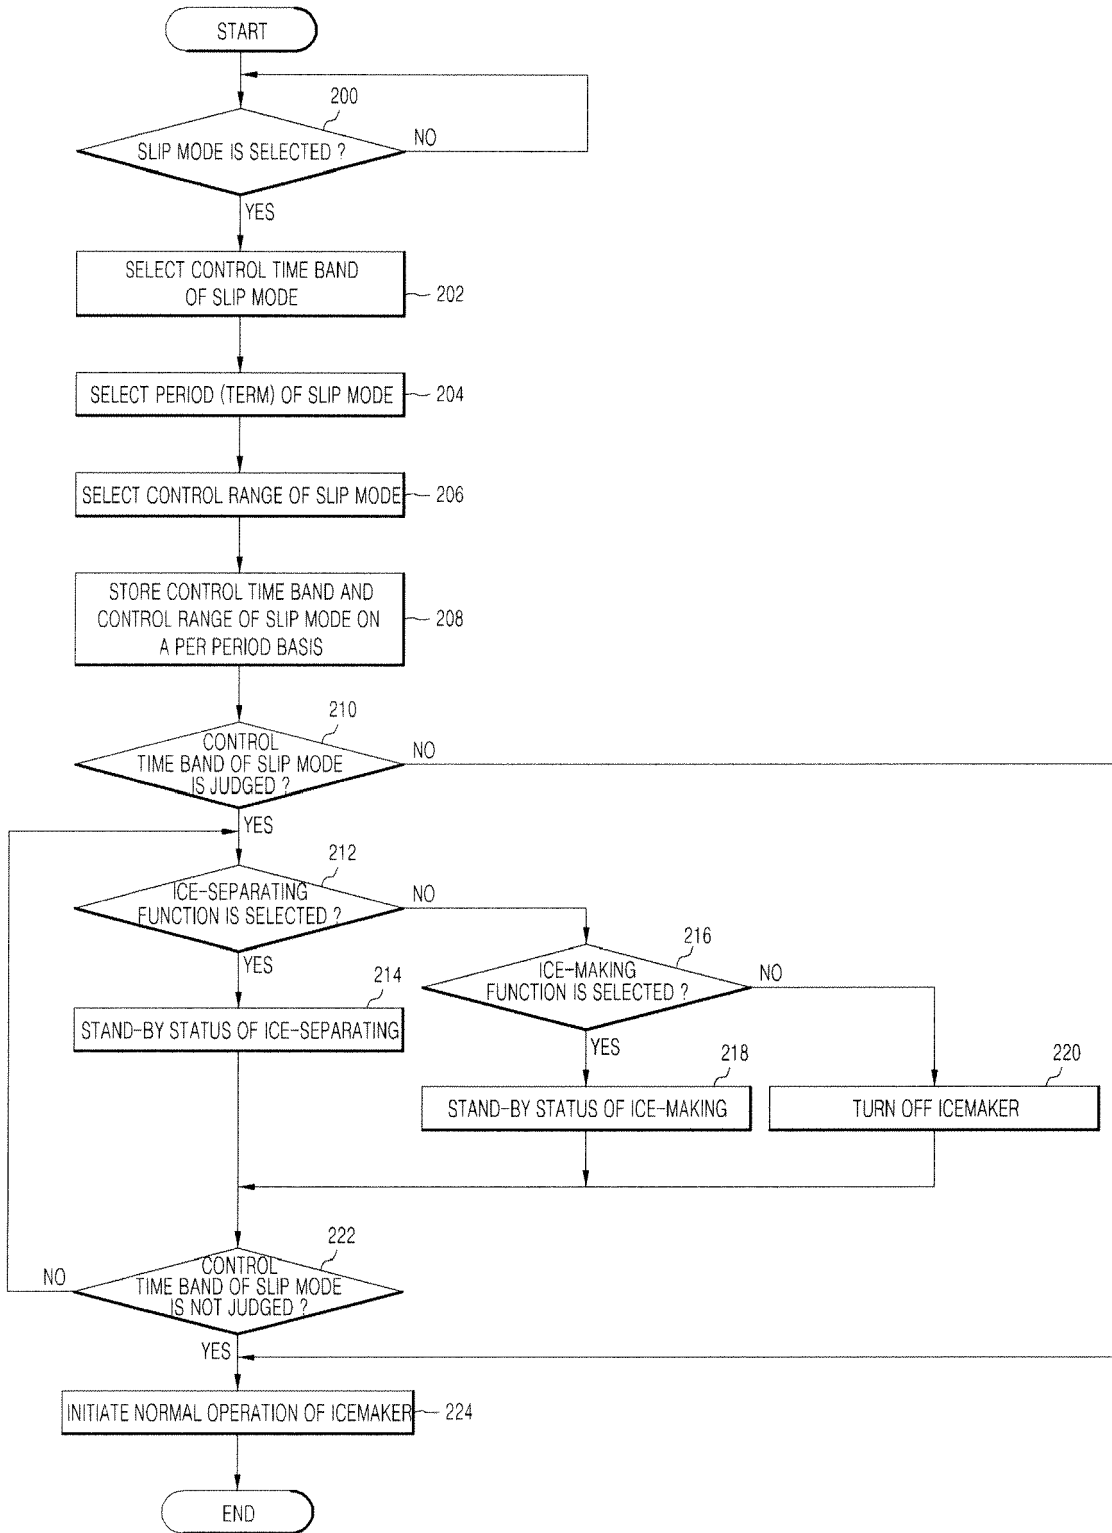 START
200
SLIP MODE IS SELECTED ?
NO
YES
SELECT CONTROL TIME BAND
OF SLIP MODE
202
SELECT PERIOD (TERM) OF SLIP MODE
204
SELECT CONTROL RANGE OF SLIP MODE
206
STORE CONTROL TIME BAND AND
CONTROL RANGE OF SLIP MODE ON
A PER PERIOD BASIS
208
210
CONTROL
TIME BAND OF SLIP MODE
IS JUDGED ?
NO
YES
212
ICE-SEPARATING
FUNCTION IS SELECTED ?
NO
YES
214
STAND-BY STATUS OF ICE-SEPARATING
216
ICE-MAKING
FUNCTION IS SELECTED ?
NO
YES
218
STAND-BY STATUS OF ICE-MAKING
220
TURN OFF ICEMAKER
222
CONTROL
TIME BAND OF SLIP MODE
IS NOT JUDGED ?
NO
YES
INITIATE NORMAL OPERATION OF ICEMAKER
224
END